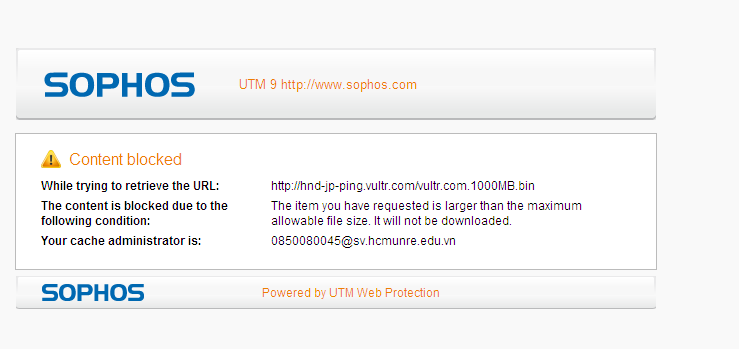 SOPHOS
UTM 9 http://www.sophos.com
Content blocked
While trying to retrieve the URL:
http://hnd-jp-ping.vultr.com/vultr.com.1000MB.bin
The content is blocked due to the
following condition:
The item you have requested is larger than the maximum
allowable file size. It will not be downloaded.
Your cache administrator is:
0850080045@sv.hcmunre.edu.vn
SOPHOS
Powered by UTM Web Protection